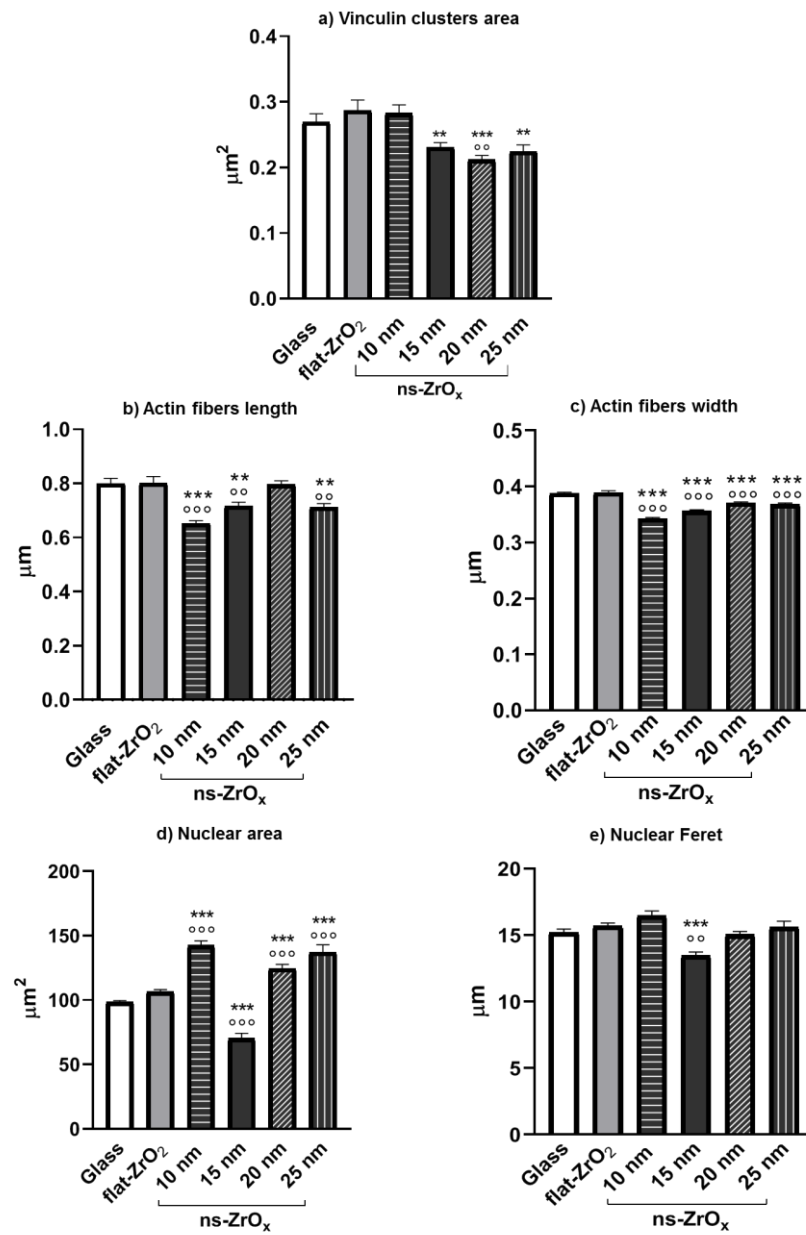 a) Vinculin clusters area
0.4
0.3
0.2
0.1
0.0
μm²
**
***
°°
**
Glass
flat-ZrO₂
10 nm
15 nm
20 nm
25 nm
ns-ZrOₓ
b) Actin fibers length
1.0
0.8
0.6
0.4
0.2
0.0
μm
***
°°°
**
°°
**
°°
Glass
flat-ZrO₂
10 nm
15 nm
20 nm
25 nm
ns-ZrOₓ
c) Actin fibers width
0.5
0.4
0.3
0.2
0.1
0.0
μm
***
°°°
***
°°°
***
°°°
***
°°°
Glass
flat-ZrO₂
10 nm
15 nm
20 nm
25 nm
ns-ZrOₓ
d) Nuclear area
200
150
100
50
0
μm²
***
°°°
***
°°°
***
°°°
***
°°°
Glass
flat-ZrO₂
10 nm
15 nm
20 nm
25 nm
ns-ZrOₓ
e) Nuclear Feret
20
15
10
5
0
μm
***
°°
Glass
flat-ZrO₂
10 nm
15 nm
20 nm
25 nm
ns-ZrOₓ